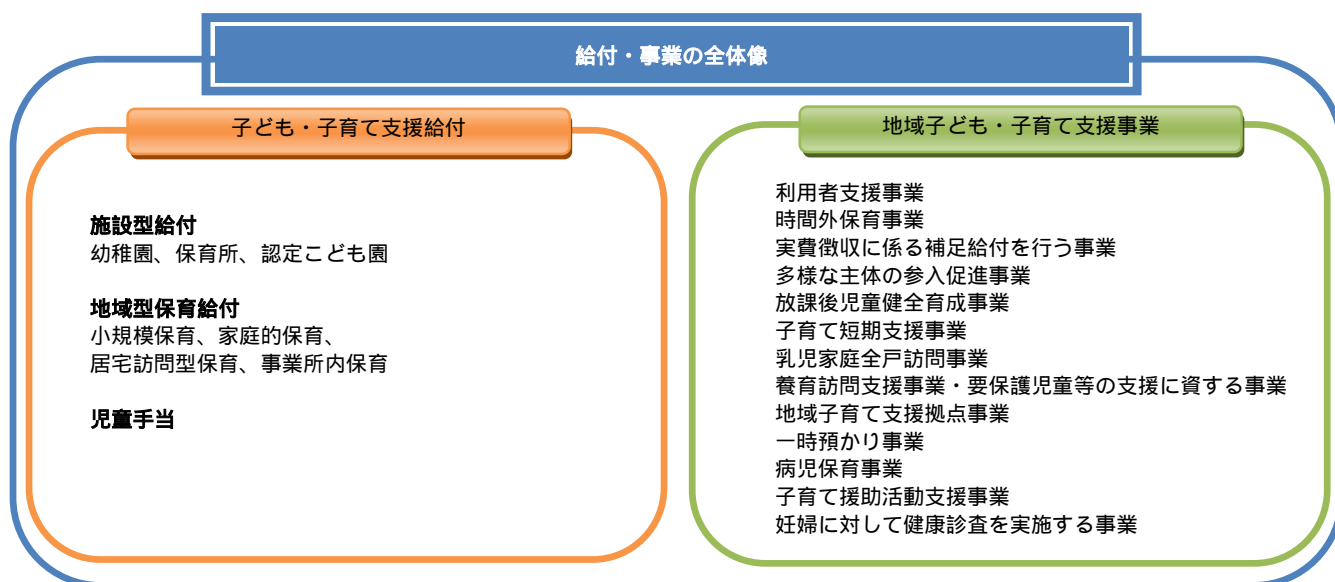 給付・事業の全体像
子ども・子育て支援給付
施設型給付
幼稚園、保育所、認定こども園
地域型保育給付
小規模保育、家庭的保育、
居宅訪問型保育、事業所内保育
児童手当
地域子ども・子育て支援事業
利用者支援事業
時間外保育事業
実費徴収に係る補足給付を行う事業
多様な主体の参入促進事業
放課後児童健全育成事業
子育て短期支援事業
乳児家庭全戸訪問事業
養育訪問支援事業・要保護児童等の支援に資する事業
地域子育て支援拠点事業
一時預かり事業
病児保育事業
子育て援助活動支援事業
妊婦に対して健康診査を実施する事業